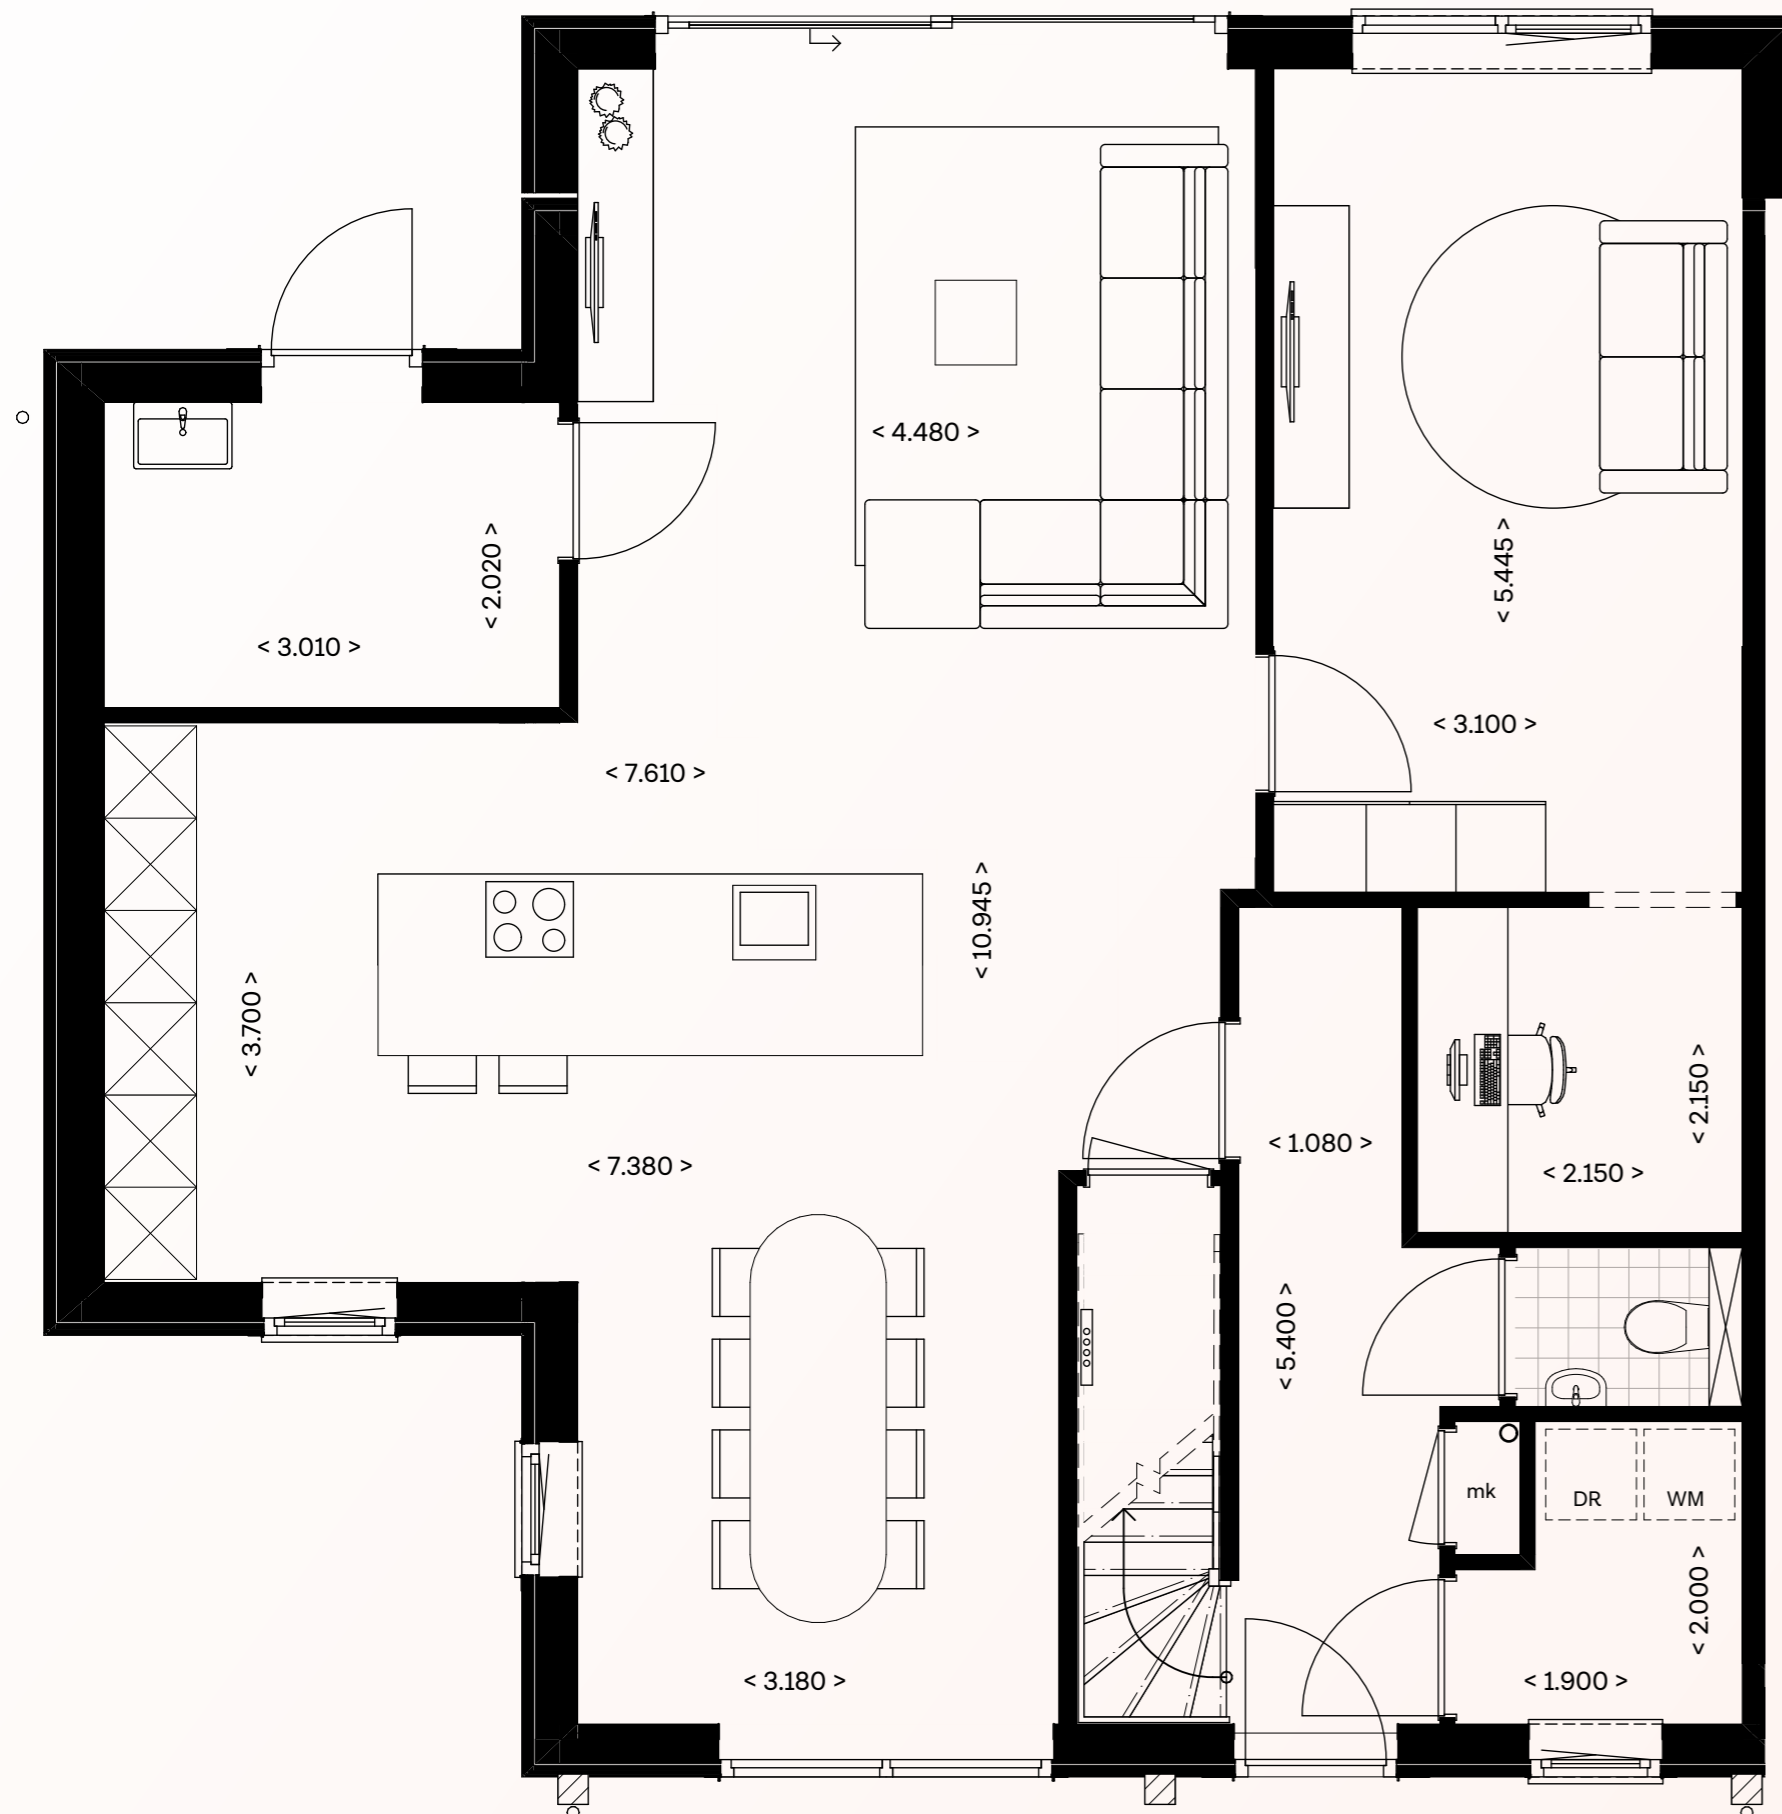 < 4.480 >
< 2.020 >
< 5.445 >
< 3.010 >
< 3.100 >
< 7.610 >
< 10.945 >
< 3.700 >
< 2.150 >
< 1.080 >
< 7.380 >
< 2.150 >
< 5.400 >
mk
DR
WM
< 2.000 >
< 3.180 >
< 1.900 >